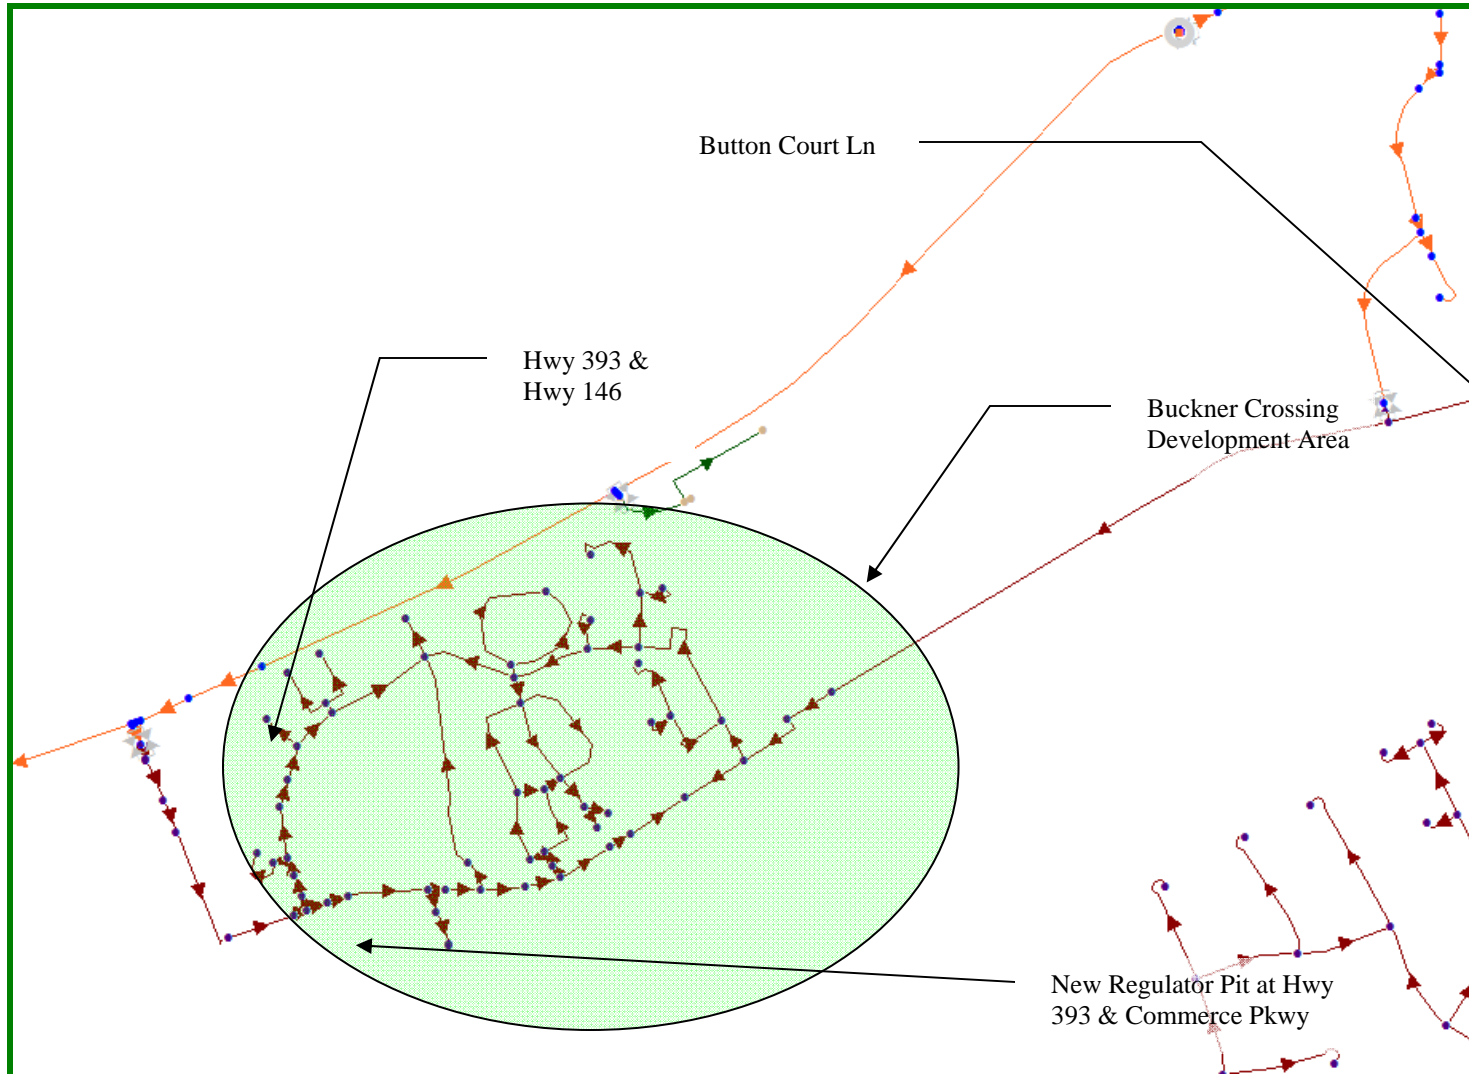 Button Court Ln
Hwy 393 &
Hwy 146
Buckner Crossing
Development Area
New Regulator Pit at Hwy
393 & Commerce Pkwy